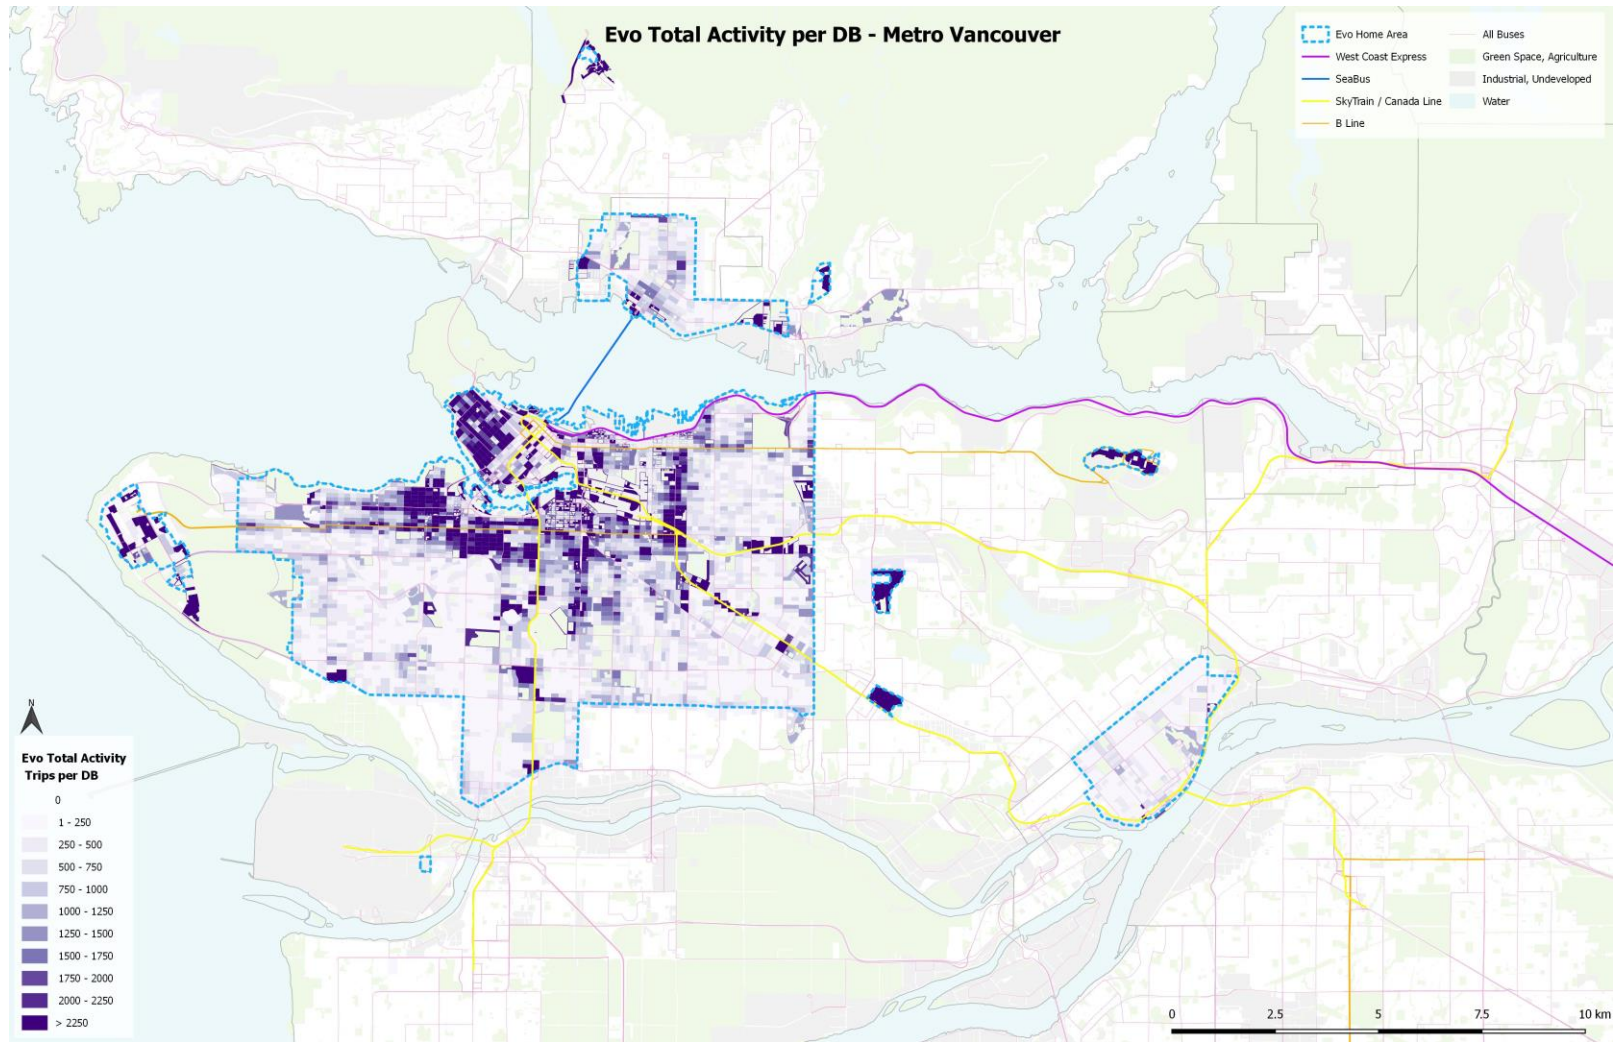 Evo Total Activity per DB - Metro Vancouver
Evo Home Area
West Coast Express
SeaBus
SkyTrain / Canada Line
B Line
All Buses
Green Space, Agriculture
Industrial, Undeveloped
Water
N
Evo Total Activity
Trips per DB
0
1 - 250
250 - 500
500 - 750
750 - 1000
1000 - 1250
1250 - 1500
1500 - 1750
1750 - 2000
2000 - 2250
> 2250
0 2.5 5 7.5 10 km